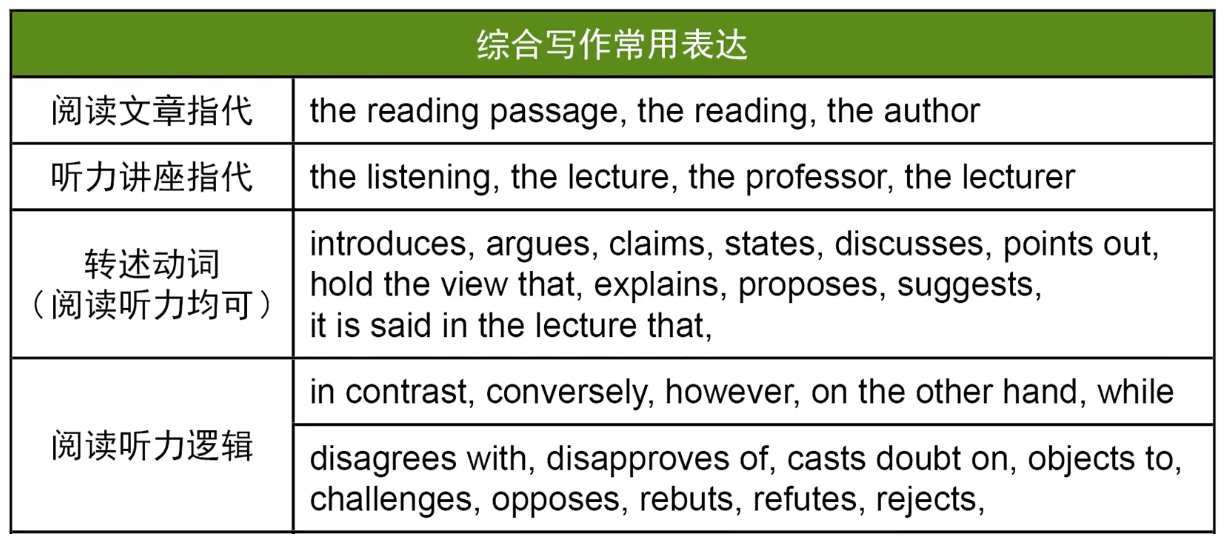 综合写作常用表达
阅读文章指代
the reading passage, the reading, the author
听力讲座指代
the listening, the lecture, the professor, the lecturer
转述动词
（阅读听力均可）
introduces, argues, claims, states, discusses, points out,
hold the view that, explains, proposes, suggests,
it is said in the lecture that,
阅读听力逻辑
in contrast, conversely, however, on the other hand, while
disagrees with, disapproves of, casts doubt on, objects to,
challenges, opposes, rebuts, refutes, rejects,